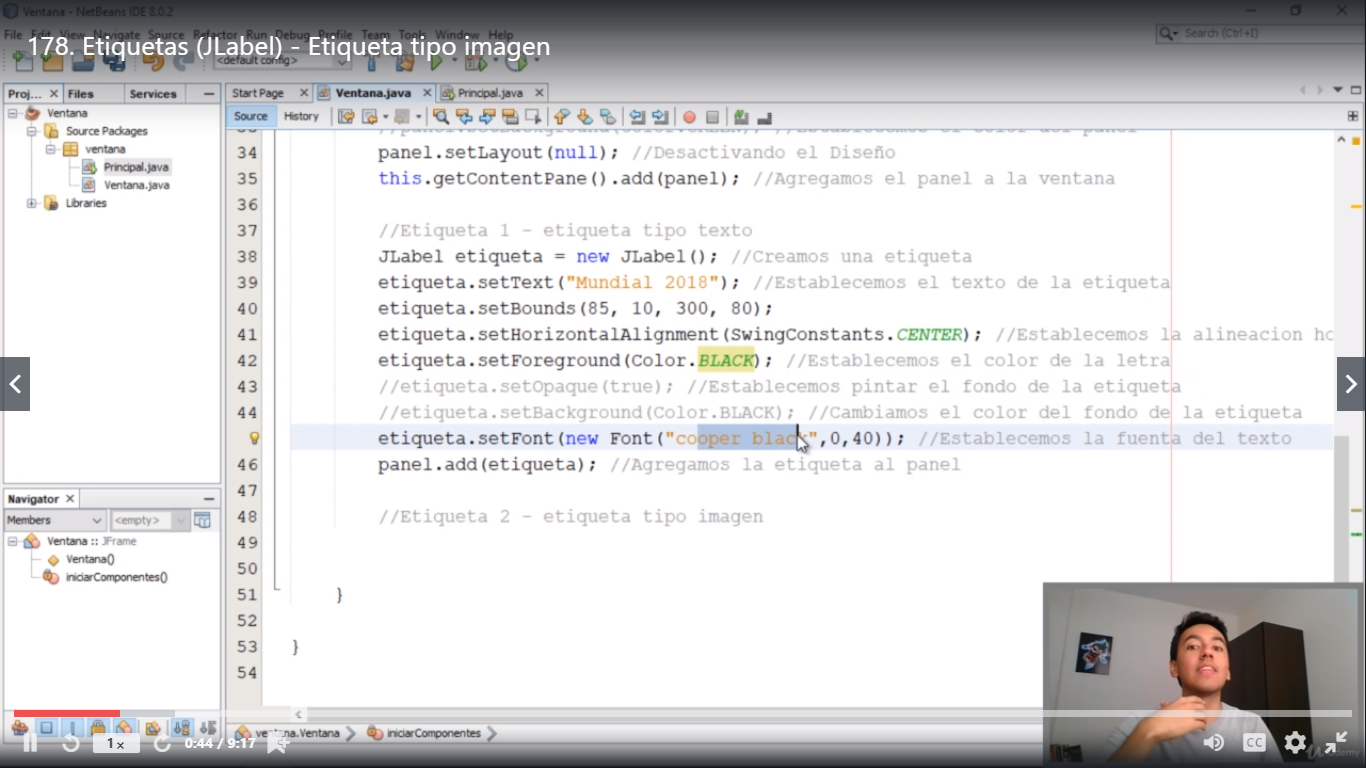 Ventana - NetBeans IDE 8.0.2
File Edit View Navigate Source Refactor Run Debug Profile Team Tools Window Help
Search (Ctrl+I)
178. Etiquetas (JLabel) - Etiqueta tipo imagen
<default config>
Proj... Files Services
Start Page Ventana.java Principal.java
Source History
Ventana
Source Packages
ventana
Principal.java
Ventana.java
Libraries
34 panel.setLayout(null); //Desactivando el Diseño
35 this.getContentPane().add(panel); //Agregamos el panel a la ventana
36
37 //Etiqueta 1 - etiqueta tipo texto
38 JLabel etiqueta = new JLabel(); //Creamos una etiqueta
39 etiqueta.setText("Mundial 2018"); //Establecemos el texto de la etiqueta
40 etiqueta.setBounds(85, 10, 300, 80);
41 etiqueta.setHorizontalAlignment(SwingConstants.CENTER); //Establecemos la alineacion ho
42 etiqueta.setForeground(Color.BLACK); //Establecemos el color de la letra
43 //etiqueta.setOpaque(true); //Establecemos pintar el fondo de la etiqueta
44 //etiqueta.setBackground(Color.BLACK); //Cambiamos el color del fondo de la etiqueta
etiqueta.setFont(new Font("cooper black",0,40)); //Establecemos la fuenta del texto
46 panel.add(etiqueta); //Agregamos la etiqueta al panel
47
48 //Etiqueta 2 - etiqueta tipo imagen
49
50
51 }
52
53 }
54
Navigator
Members <empty>
Ventana :: JFrame
Ventana()
iniciarComponentes()
ventana.Ventana iniciarComponentes
1x 0:44 / 9:17
CC